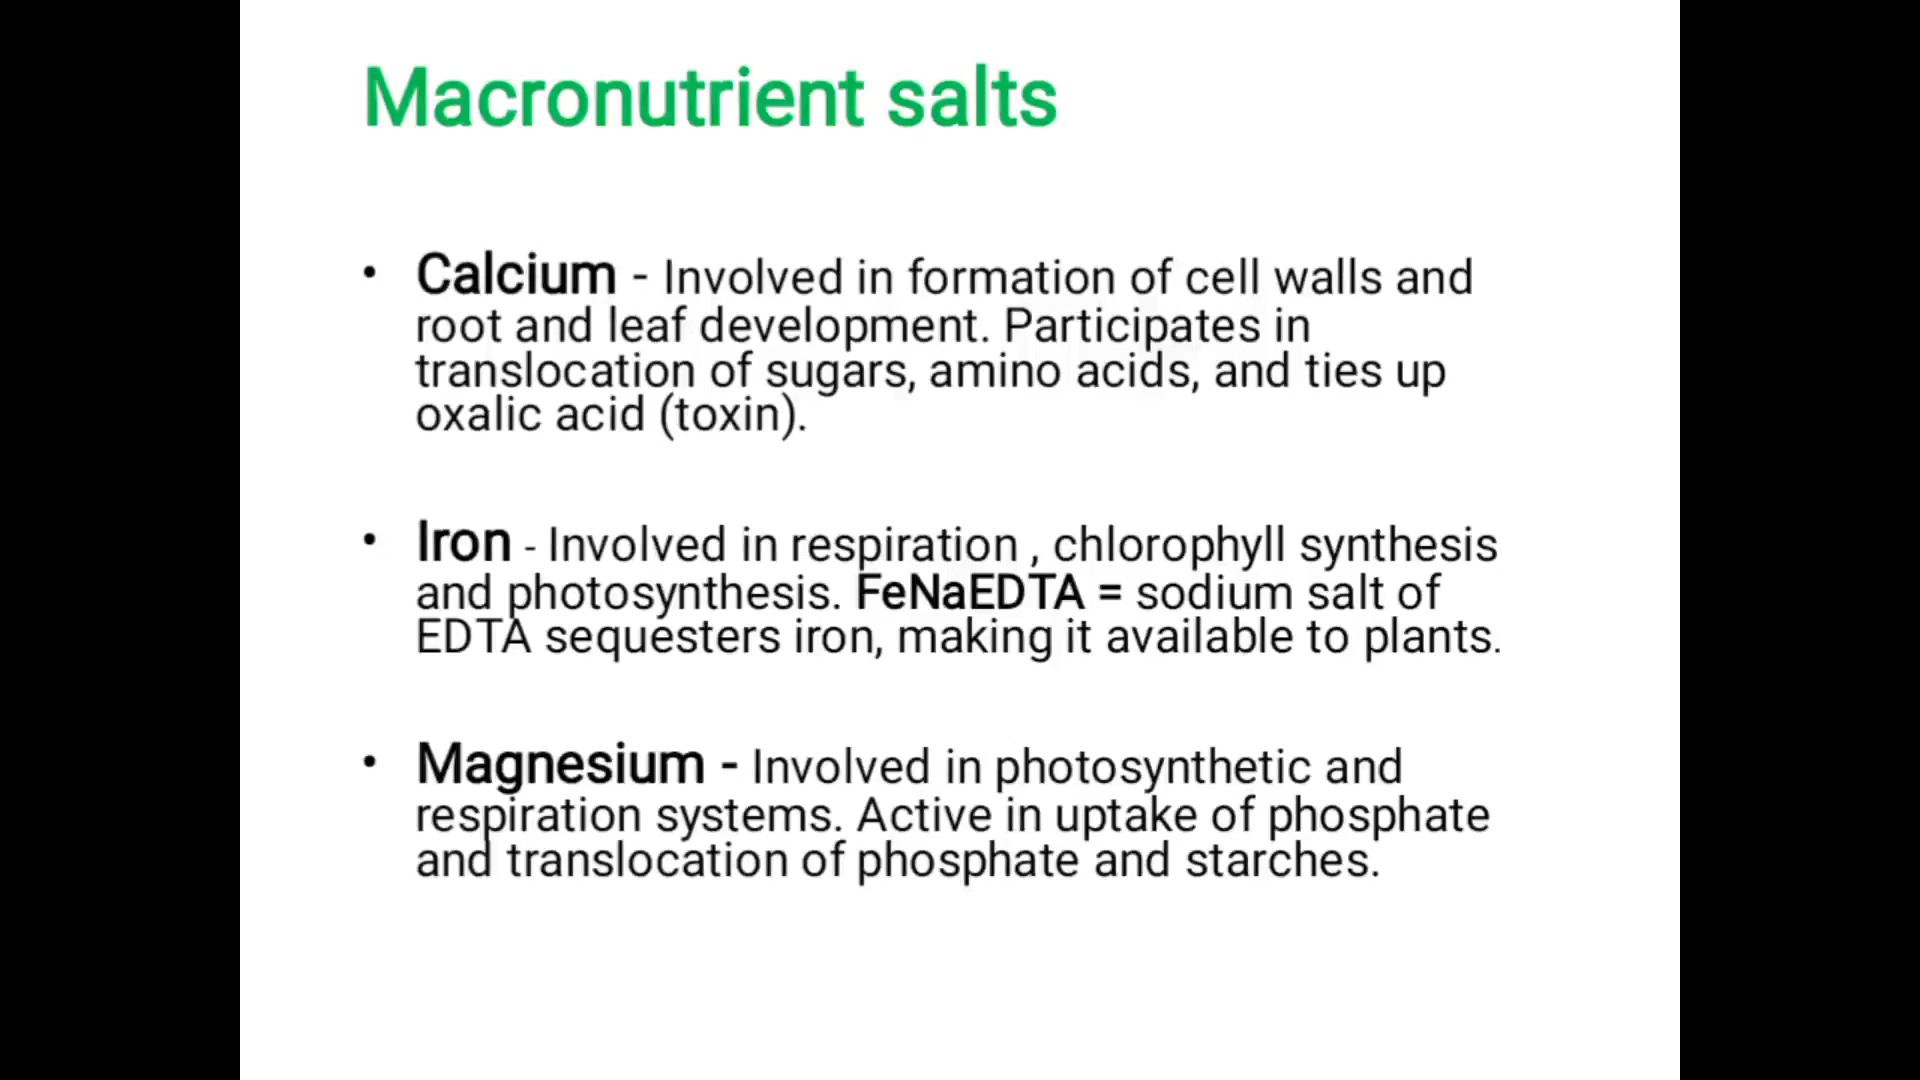 Macronutrient salts
• Calcium - Involved in formation of cell walls and
root and leaf development. Participates in
translocation of sugars, amino acids, and ties up
oxalic acid (toxin).
• Iron - Involved in respiration , chlorophyll synthesis
and photosynthesis. FeNaEDTA = sodium salt of
EDTA sequesters iron, making it available to plants.
• Magnesium - Involved in photosynthetic and
respiration systems. Active in uptake of phosphate
and translocation of phosphate and starches.